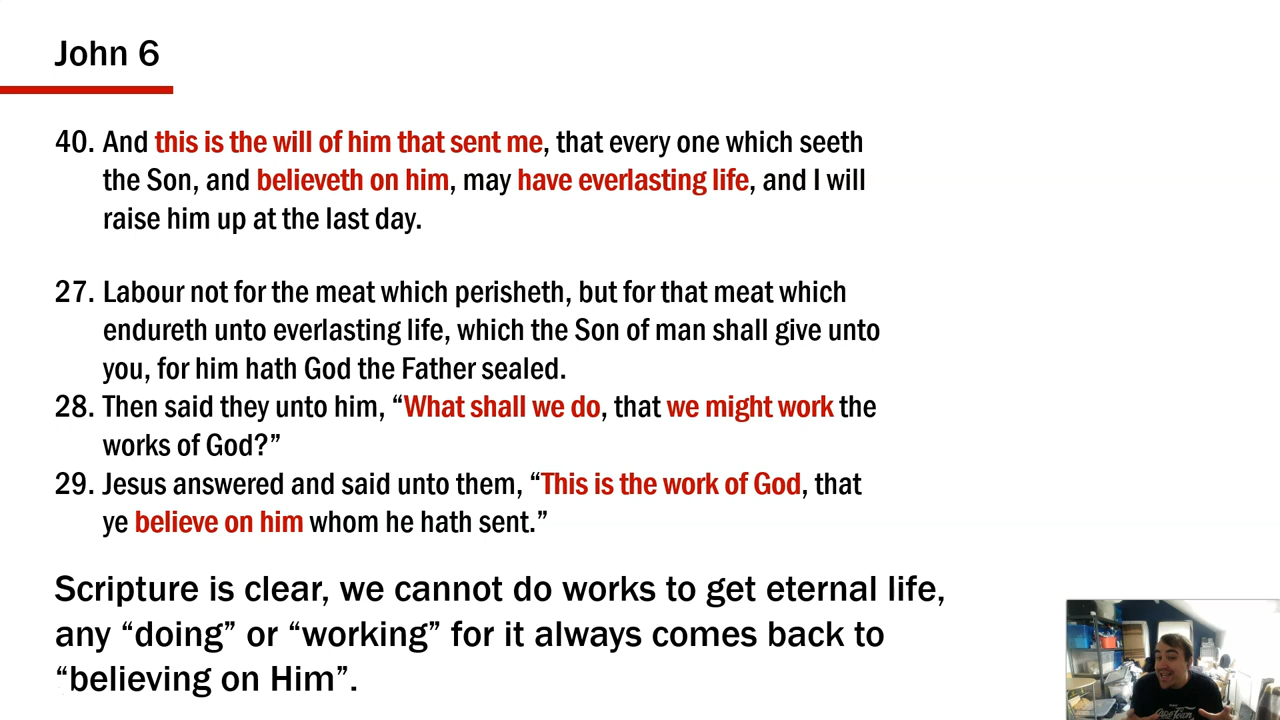 John 6
40. And this is the will of him that sent me, that every one which seeth
the Son, and believeth on him, may have everlasting life, and I will
raise him up at the last day.
27. Labour not for the meat which perisheth, but for that meat which
endureth unto everlasting life, which the Son of man shall give unto
you, for him hath God the Father sealed.
28. Then said they unto him, “What shall we do, that we might work the
works of God?”
29. Jesus answered and said unto them, “This is the work of God, that
ye believe on him whom he hath sent.”
Scripture is clear, we cannot do works to get eternal life,
any “doing” or “working” for it always comes back to
“believing on Him”.